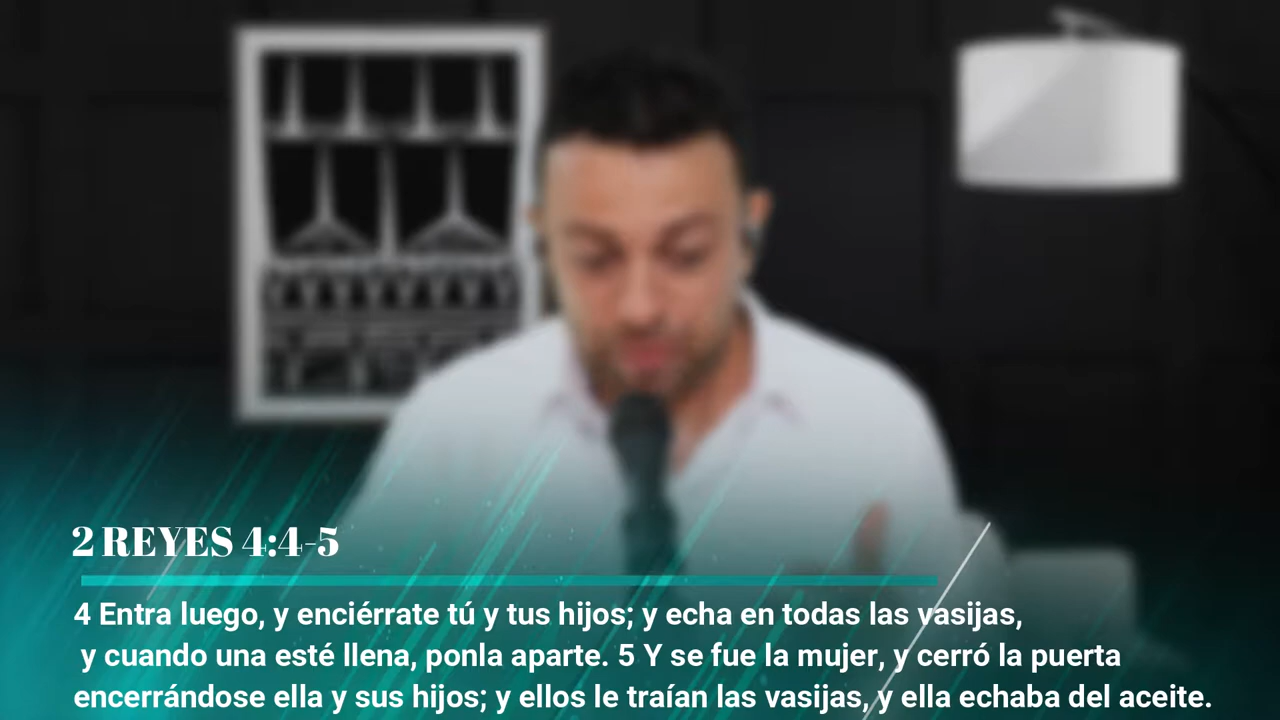 2 REYES 4:4-5
4 Entra luego, y enciérrate tú y tus hijos; y echa en todas las vasijas,
y cuando una esté llena, ponla aparte. 5 Y se fue la mujer, y cerró la puerta
encerrándose ella y sus hijos; y ellos le traían las vasijas, y ella echaba del aceite.